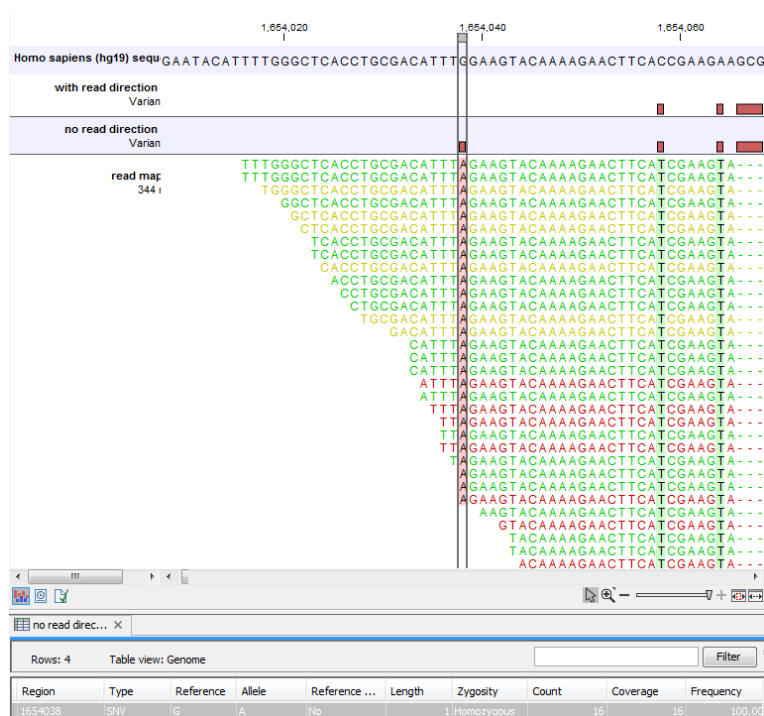 1,654,020 1,654,040 1,654,060
Homo sapiens (hg19) sequ GAATACATTTTGGGCTCACCTGCGACATTTGGAAGTACAAAAGAACTTCACCGAAGAAGCG
with read direction
Varian
no read direction
Varian
TTTGGGCTCACCTGCGACATTTAGAAGTACAAAAGAACTTCATCGAAGTA---
read map TTTGGGCTCACCTGCGACATTTAGAAGTACAAAAGAACTTCATCGAAGTA---
344 TGGGCTCACCTGCGACATTTAGAAGTACAAAAGAACTTCATCGAAGTA---
GGCTCACCTGCGACATTTAGAAGTACAAAAGAACTTCATCGAAGTA---
GCTCACCTGCGACATTTAGAAGTACAAAAGAACTTCATCGAAGTA---
CTCACCTGCGACATTTAGAAGTACAAAAGAACTTCATCGAAGTA---
TCACCTGCGACATTTAGAAGTACAAAAGAACTTCATCGAAGTA---
TCACCTGCGACATTTAGAAGTACAAAAGAACTTCATCGAAGTA---
CACCTGCGACATTTAGAAGTACAAAAGAACTTCATCGAAGTA---
ACCTGCGACATTTAGAAGTACAAAAGAACTTCATCGAAGTA---
CCTGCGACATTTAGAAGTACAAAAGAACTTCATCGAAGTA---
CTGCGACATTTAGAAGTACAAAAGAACTTCATCGAAGTA---
TGCGACATTTAGAAGTACAAAAGAACTTCATCGAAGTA---
GACATTTAGAAGTACAAAAGAACTTCATCGAAGTA---
CATTTAGAAGTACAAAAGAACTTCATCGAAGTA---
CATTTAGAAGTACAAAAGAACTTCATCGAAGTA---
CATTTAGAAGTACAAAAGAACTTCATCGAAGTA---
ATTTAGAAGTACAAAAGAACTTCATCGAAGTA---
ATTTAGAAGTACAAAAGAACTTCATCGAAGTA---
TTTAGAAGTACAAAAGAACTTCATCGAAGTA---
TTAGAAGTACAAAAGAACTTCATCGAAGTA---
TTAGAAGTACAAAAGAACTTCATCGAAGTA---
TTAGAAGTACAAAAGAACTTCATCGAAGTA---
TAGAAGTACAAAAGAACTTCATCGAAGTA---
AGAAGTACAAAAGAACTTCATCGAAGTA---
AGAAGTACAAAAGAACTTCATCGAAGTA---
AGAAGTACAAAAGAACTTCATCGAAGTA---
AAGTACAAAAGAACTTCATCGAAGTA---
GTACAAAAGAACTTCATCGAAGTA---
TACAAAAGAACTTCATCGAAGTA---
TACAAAAGAACTTCATCGAAGTA---
ACAAAAGAACTTCATCGAAGTA---
no read direc...
Rows: 4 Table view: Genome Filter
Region Type Reference Allele Reference ... Length Zygosity Count Coverage Frequency
1654038 SNV G A No 1 Homozygous 16 16 100.00